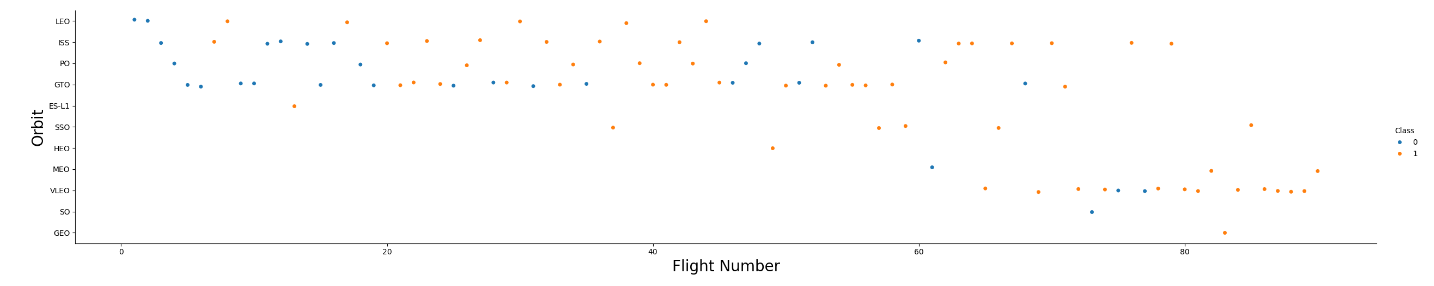 Orbit
LEO
ISS
PO
GTO
ES-L1
SSO
HEO
MEO
VLEO
SO
GEO
0
20
40
60
80
Flight Number
Class
0
1